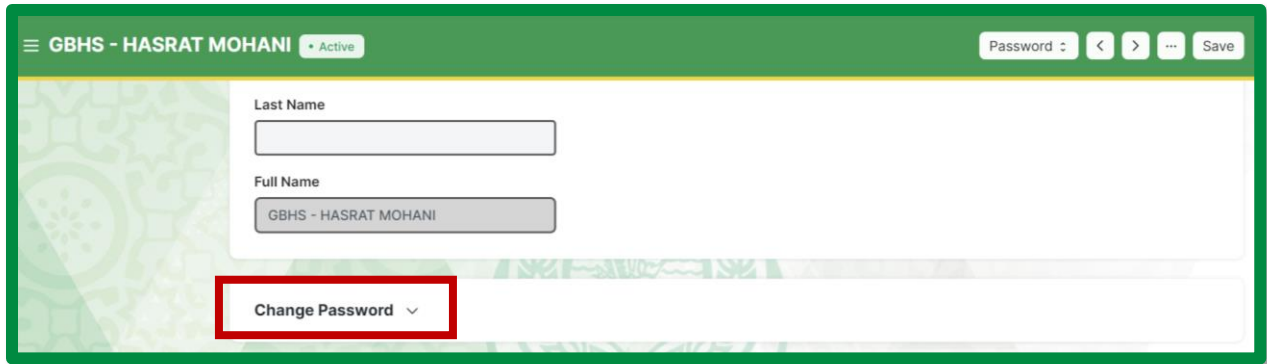 GBHS - HASRAT MOHANI • Active Password < > ... Save
Last Name
Full Name
GBHS - HASRAT MOHANI
Change Password